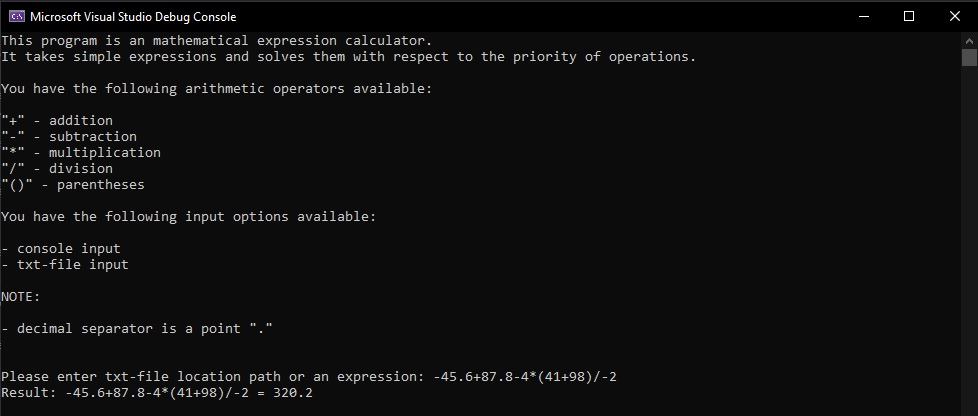 Microsoft Visual Studio Debug Console
This program is an mathematical expression calculator.
It takes simple expressions and solves them with respect to the priority of operations.
You have the following arithmetic operators available:
"+" - addition
"-" - subtraction
"*" - multiplication
"/" - division
"()" - parentheses
You have the following input options available:
- console input
- txt-file input
NOTE:
- decimal separator is a point "."
Please enter txt-file location path or an expression: -45.6+87.8-4*(41+98)/-2
Result: -45.6+87.8-4*(41+98)/-2 = 320.2